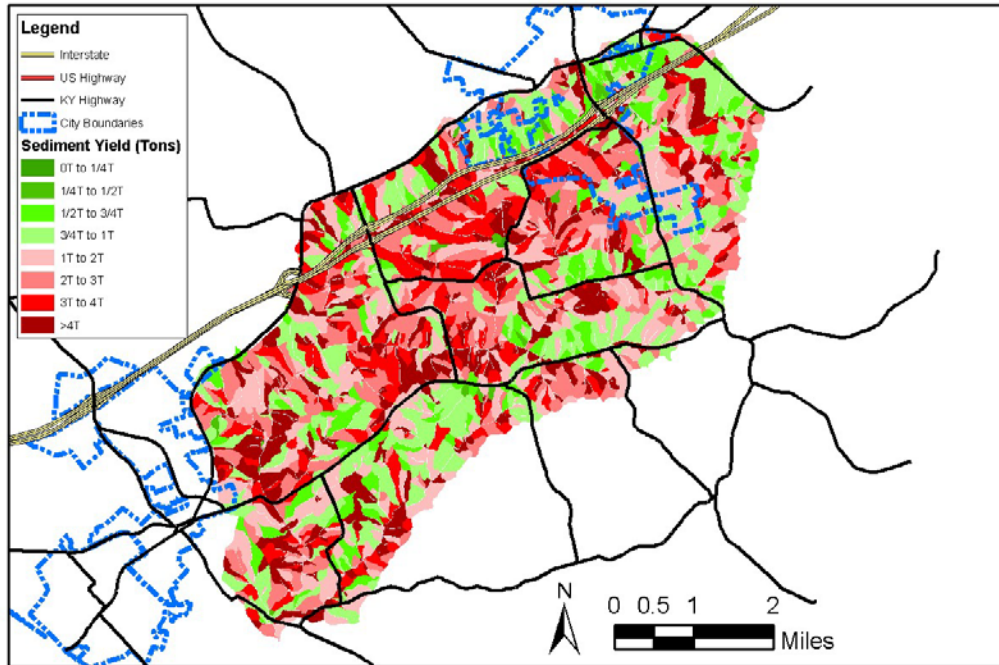 Legend
Interstate
US Highway
KY Highway
City Boundaries
Sediment Yield (Tons)
0T to 1/4T
1/4T to 1/2T
1/2T to 3/4T
3/4T to 1T
1T to 2T
2T to 3T
3T to 4T
>4T
N
0 0.5 1 2
Miles